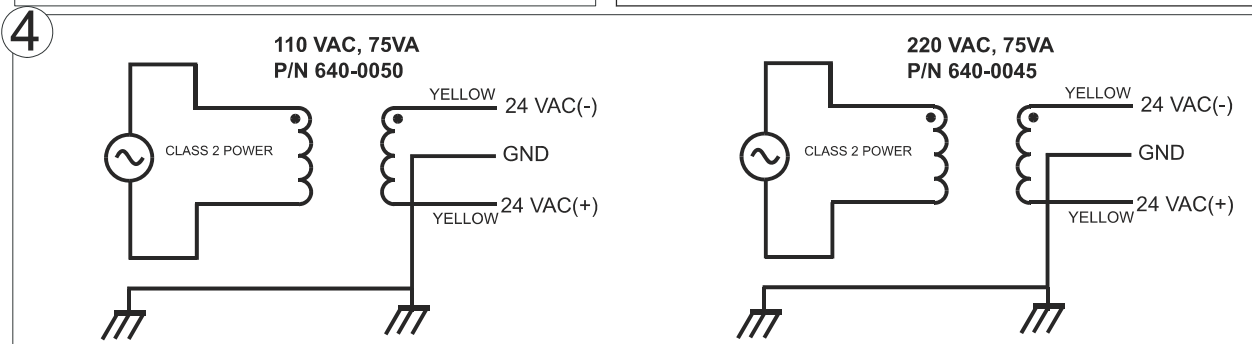 4
110 VAC, 75VA
P/N 640-0050
YELLOW
24 VAC(-)
CLASS 2 POWER
GND
24 VAC(+)
YELLOW
220 VAC, 75VA
P/N 640-0045
YELLOW
24 VAC(-)
CLASS 2 POWER
GND
24 VAC(+)
YELLOW